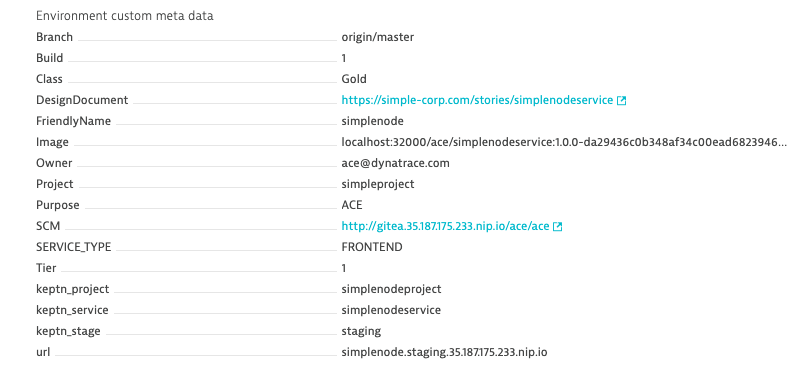 Environment custom meta data
Branch origin/master
Build 1
Class Gold
DesignDocument https://simple-corp.com/stories/simplenodeservice
FriendlyName simplenode
Image localhost:32000/ace/simplenodeservice:1.0.0-da29436c0b348af34c00ead6823946...
Owner ace@dynatrace.com
Project simpleproject
Purpose ACE
SCM http://gitea.35.187.175.233.nip.io/ace/ace
SERVICE_TYPE FRONTEND
Tier 1
keptn_project simplenodeproject
keptn_service simplenodeservice
keptn_stage staging
url simplenode.staging.35.187.175.233.nip.io